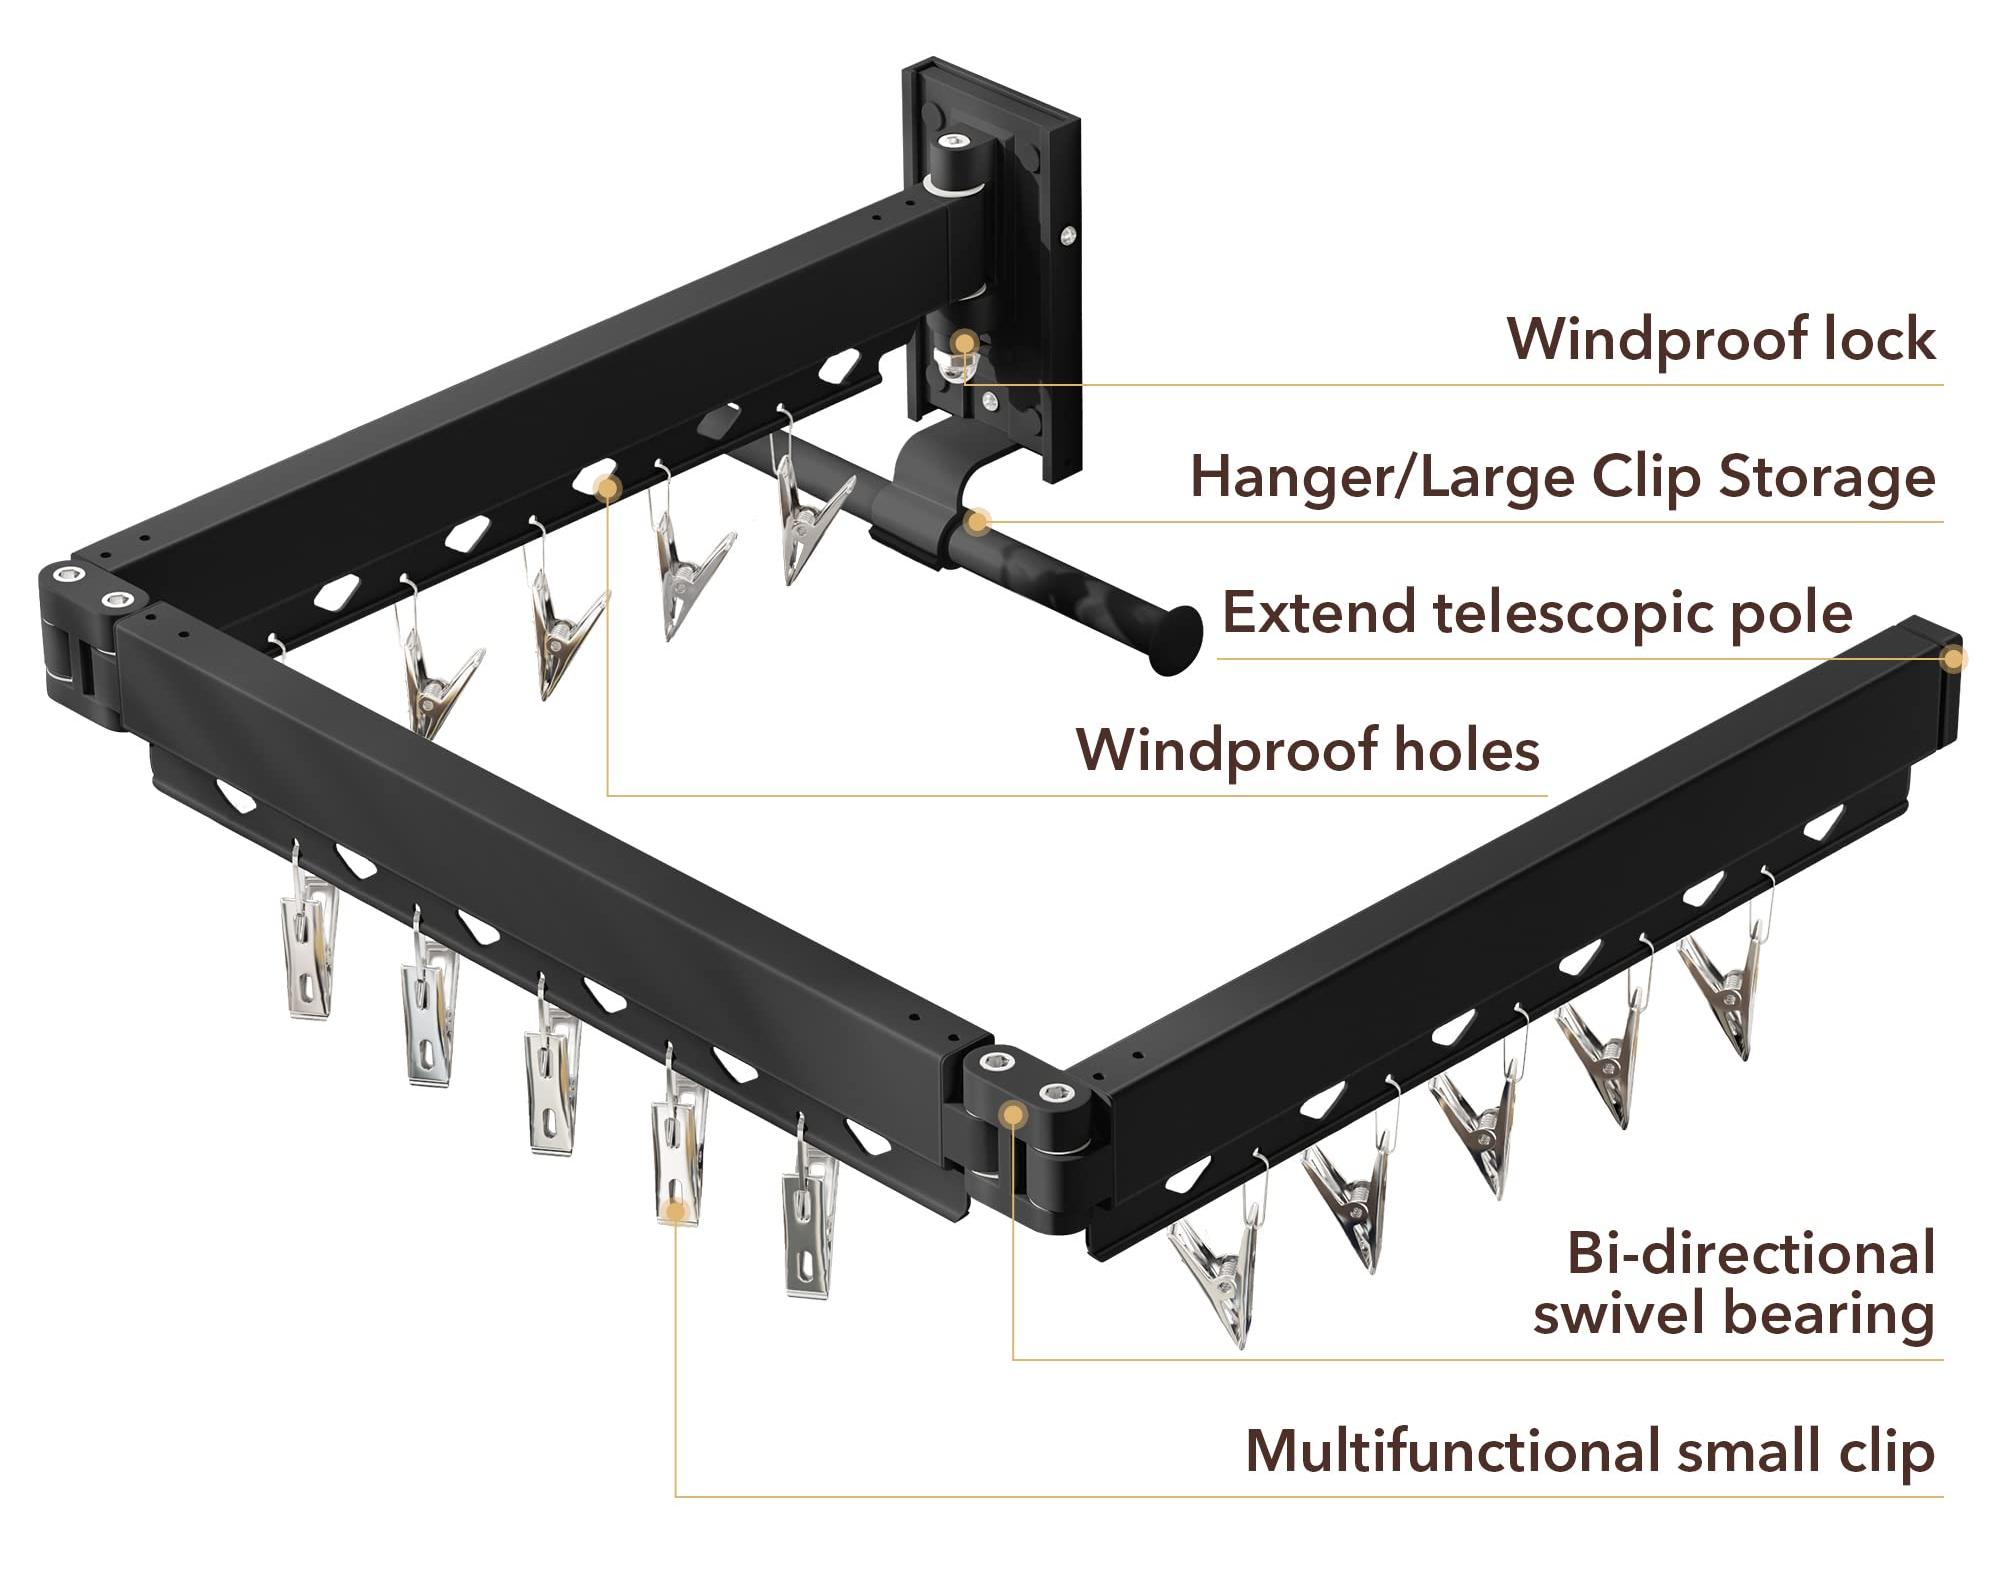 Windproof lock
Hanger/Large Clip Storage
Extend telescopic pole
Windproof holes
Bi-directional
swivel bearing
Multifunctional small clip